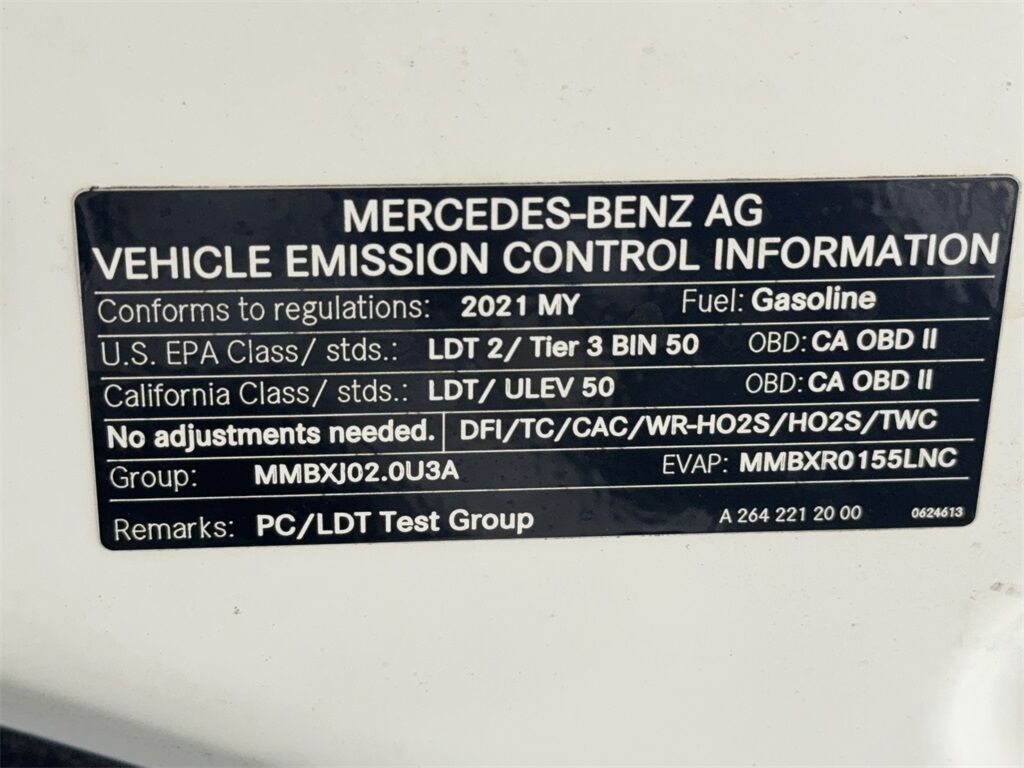 MERCEDES-BENZ AG
VEHICLE EMISSION CONTROL INFORMATION
Conforms to regulations: 2021 MY Fuel: Gasoline
U.S. EPA Class/ stds.: LDT 2/ Tier 3 BIN 50 OBD: CA OBD II
California Class/ stds.: LDT/ ULEV 50 OBD: CA OBD II
No adjustments needed. DFI/TC/CAC/WR-HO2S/HO2S/TWC
Group: MMBXJ02.0U3A EVAP: MMBXR0155LNC
Remarks: PC/LDT Test Group A 264 221 20 00 0624613